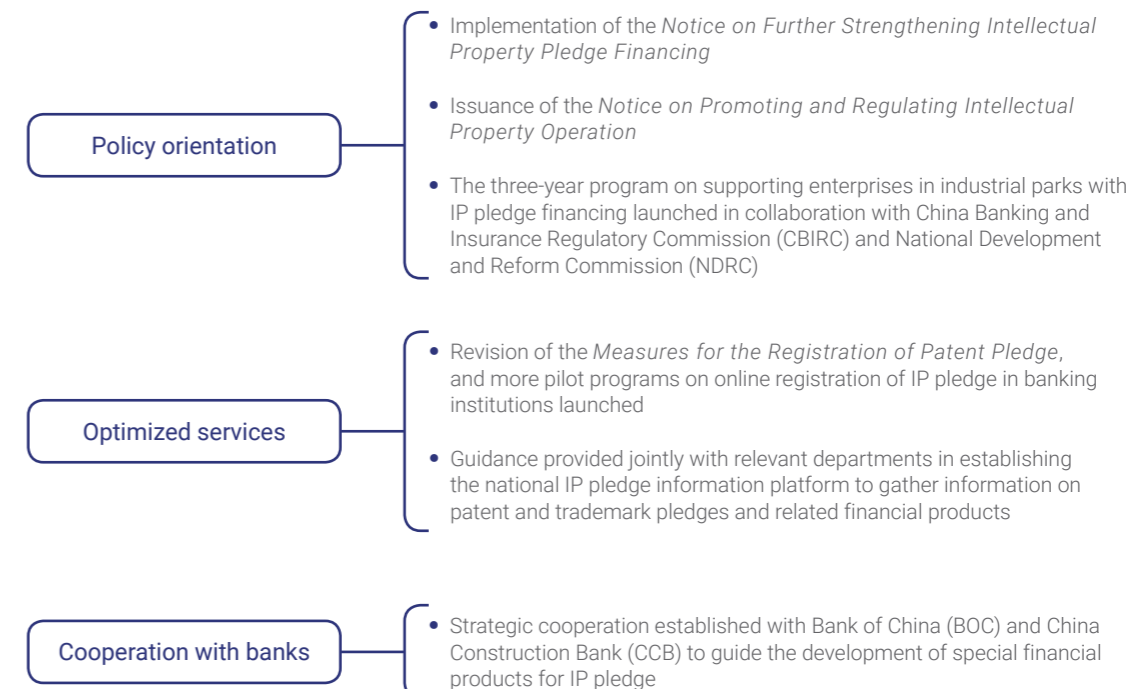 Policy orientation
• Implementation of the Notice on Further Strengthening Intellectual
Property Pledge Financing
• Issuance of the Notice on Promoting and Regulating Intellectual
Property Operation
• The three-year program on supporting enterprises in industrial parks with
IP pledge financing launched in collaboration with China Banking and
Insurance Regulatory Commission (CBIRC) and National Development
and Reform Commission (NDRC)
Optimized services
• Revision of the Measures for the Registration of Patent Pledge,
and more pilot programs on online registration of IP pledge in banking
institutions launched
• Guidance provided jointly with relevant departments in establishing
the national IP pledge information platform to gather information on
patent and trademark pledges and related financial products
Cooperation with banks
• Strategic cooperation established with Bank of China (BOC) and China
Construction Bank (CCB) to guide the development of special financial
products for IP pledge